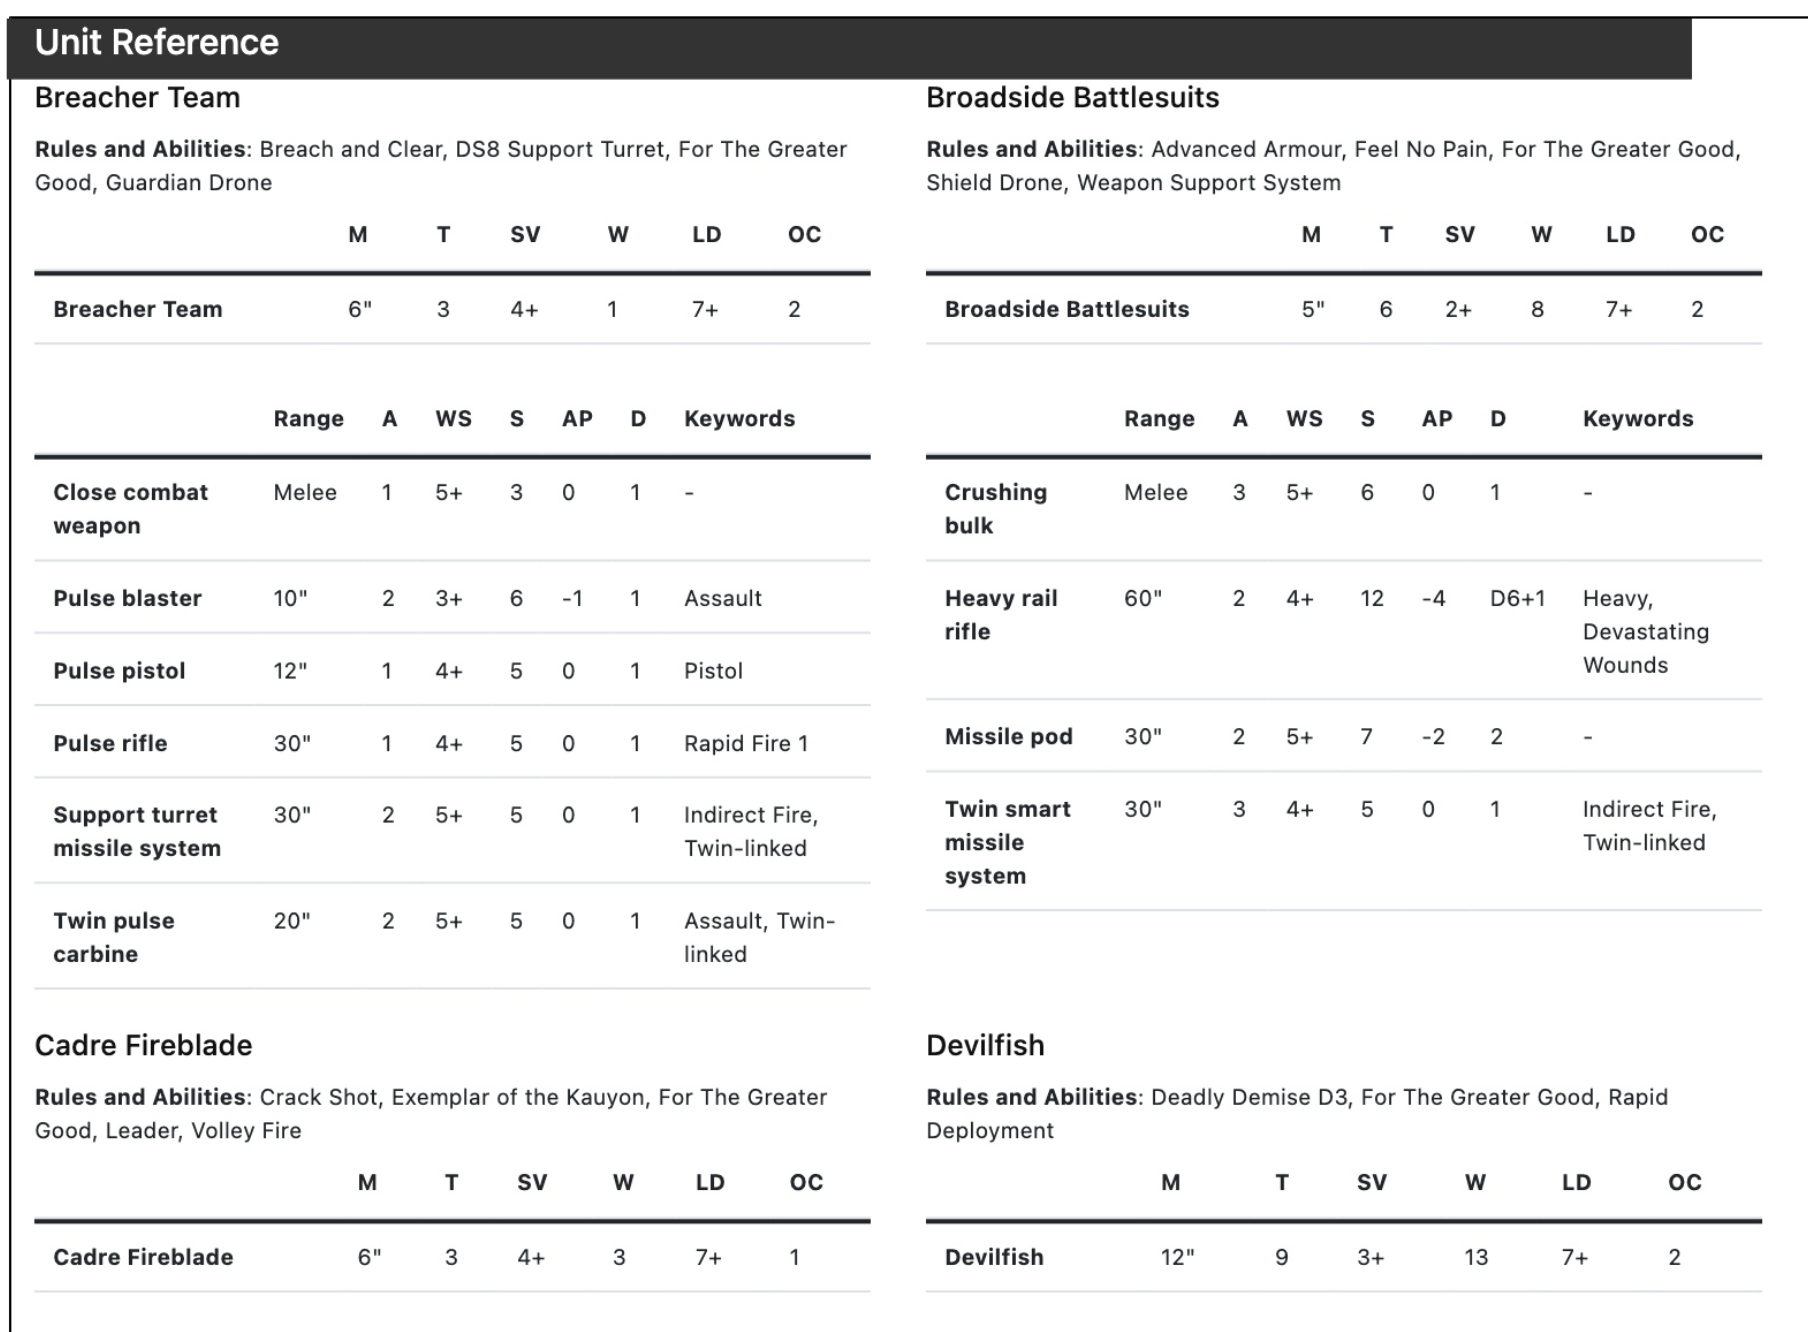 Unit Reference
Breacher Team
Rules and Abilities: Breach and Clear, DS8 Support Turret, For The Greater
Good, Guardian Drone
M T SV W LD OC
Breacher Team 6" 3 4+ 1 7+ 2
Range A WS S AP D Keywords
Close combat Melee 1 5+ 3 0 1 -
weapon
Pulse blaster 10" 2 3+ 6 -1 1 Assault
Pulse pistol 12" 1 4+ 5 0 1 Pistol
Pulse rifle 30" 1 4+ 5 0 1 Rapid Fire 1
Support turret 30" 2 5+ 5 0 1 Indirect Fire,
missile system Twin-linked
Twin pulse 20" 2 5+ 5 0 1 Assault, Twin-
carbine linked
Broadside Battlesuits
Rules and Abilities: Advanced Armour, Feel No Pain, For The Greater Good,
Shield Drone, Weapon Support System
M T SV W LD OC
Broadside Battlesuits 5" 6 2+ 8 7+ 2
Range A WS S AP D Keywords
Crushing Melee 3 5+ 6 0 1 -
bulk
Heavy rail 60" 2 4+ 12 -4 D6+1 Heavy,
rifle Devastating
Wounds
Missile pod 30" 2 5+ 7 -2 2 -
Twin smart 30" 3 4+ 5 0 1 Indirect Fire,
missile Twin-linked
system
Cadre Fireblade
Rules and Abilities: Crack Shot, Exemplar of the Kauyon, For The Greater
Good, Leader, Volley Fire
M T SV W LD OC
Cadre Fireblade 6" 3 4+ 3 7+ 1
Devilfish
Rules and Abilities: Deadly Demise D3, For The Greater Good, Rapid
Deployment
M T SV W LD OC
Devilfish 12" 9 3+ 13 7+ 2